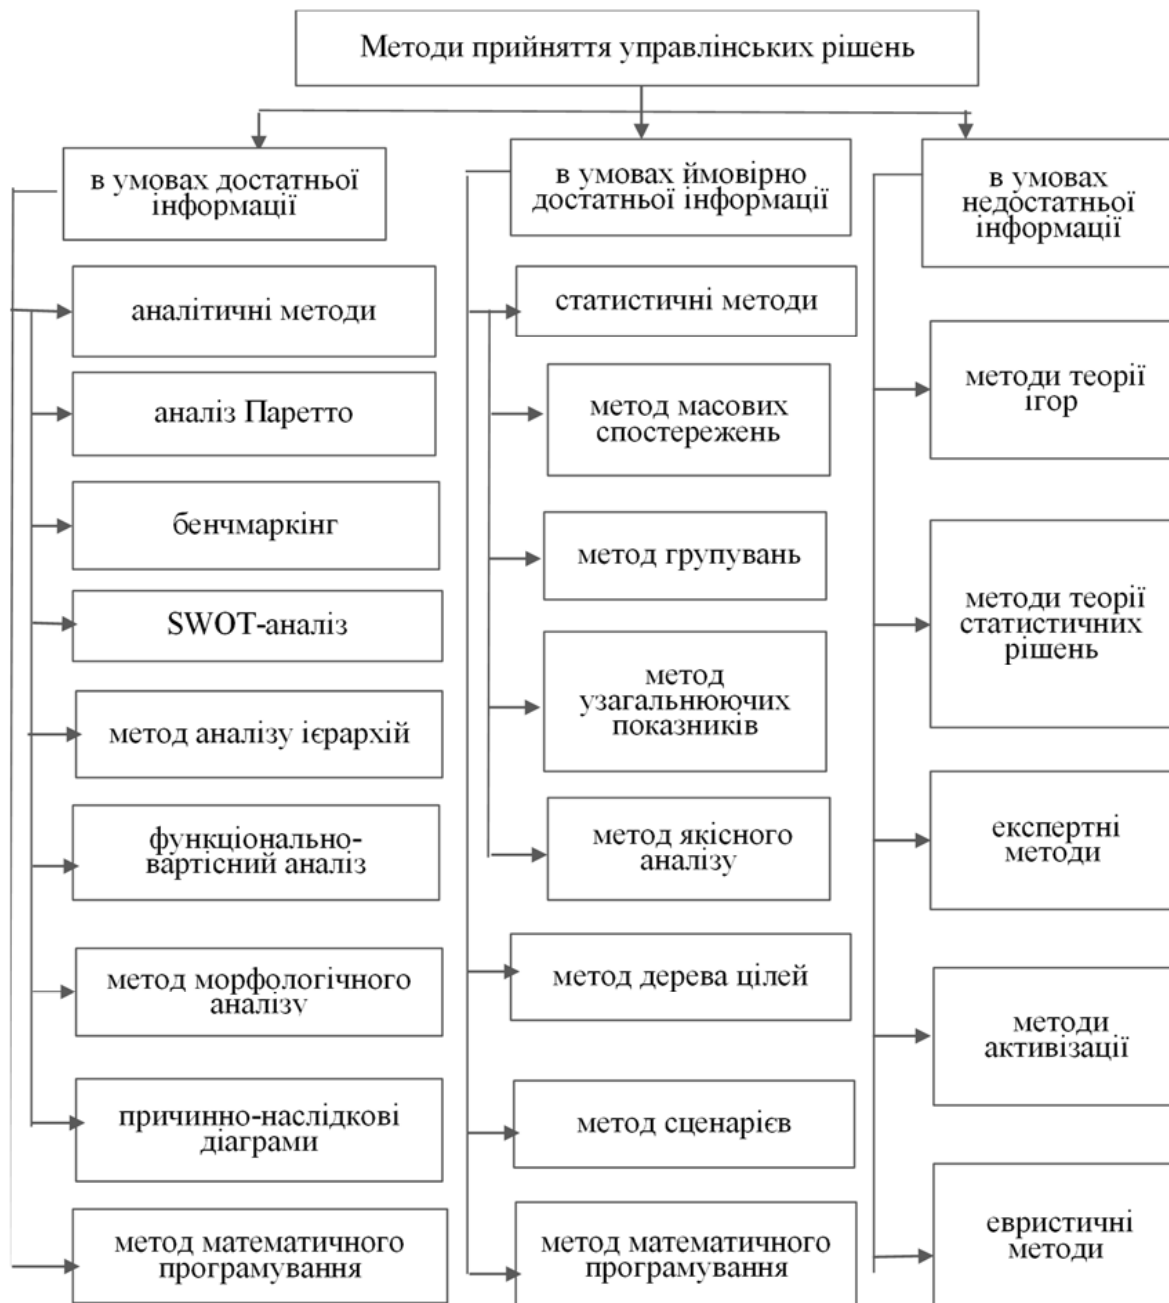 Методи прийняття управлінських рішень
в умовах достатньої
інформації
аналітичні методи
аналіз Паретто
бенчмаркінг
SWOT-аналіз
метод аналізу ієрархій
функціонально-
вартісний аналіз
метод морфологічного
аналізу
причинно-наслідкові
діаграми
метод математичного
програмування
в умовах ймовірно
достатньої інформації
статистичні методи
метод масових
спостережень
метод групувань
метод
узагальнюючих
показників
метод якісного
аналізу
метод дерева цілей
метод сценарієв
метод математичного
програмування
в умовах
недостатньої
інформації
методи теорії
ігор
методи теорії
статистичних
рішень
експертні
методи
методи
активізації
евристичні
методи